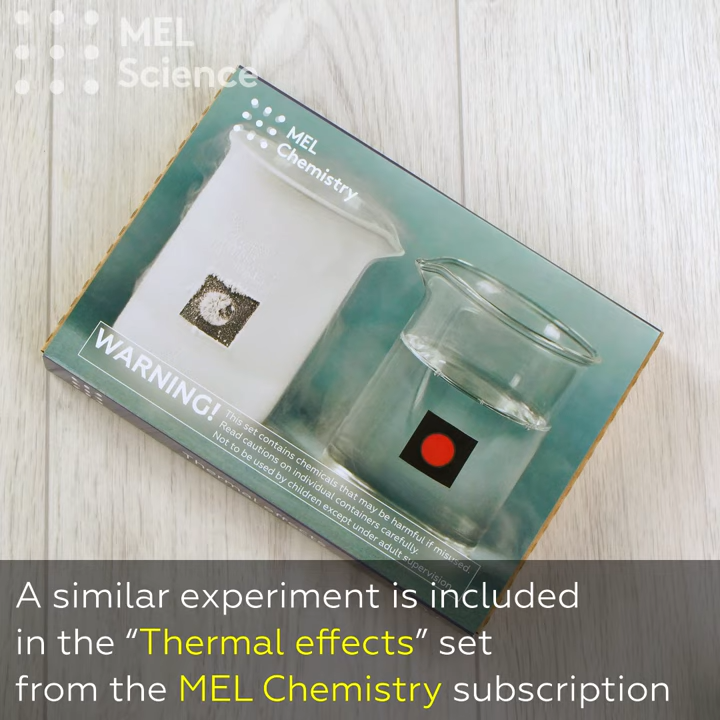 MEL
Science
MEL
Chemistry
WARNING!
This set contains chemicals that may be harmful if misused.
Read cautions on individual containers carefully.
Not to be used by children except under adult supervision.
A similar experiment is included
in the “Thermal effects” set
from the MEL Chemistry subscription